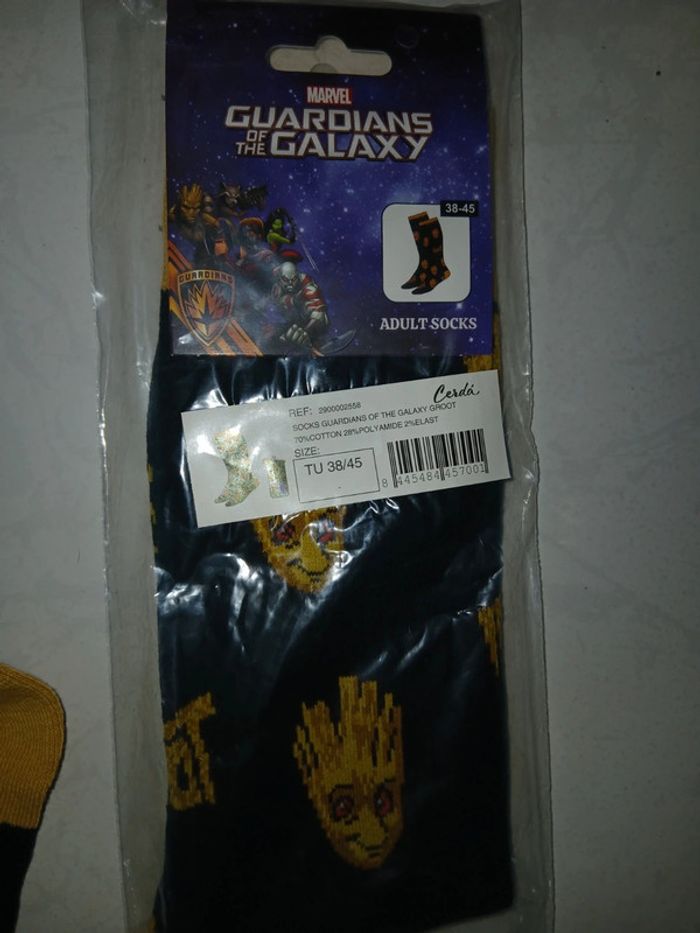 MARVEL
GUARDIANS
OF
THE GALAXY
38-45
GUARDIANS
ADULT SOCKS
Cerdá
REF: 2900002558
SOCKS GUARDIANS OF THE GALAXY GROOT
70%COTTON 28%POLYAMIDE 2%ELAST
SIZE:
TU 38/45
8 445484 457001